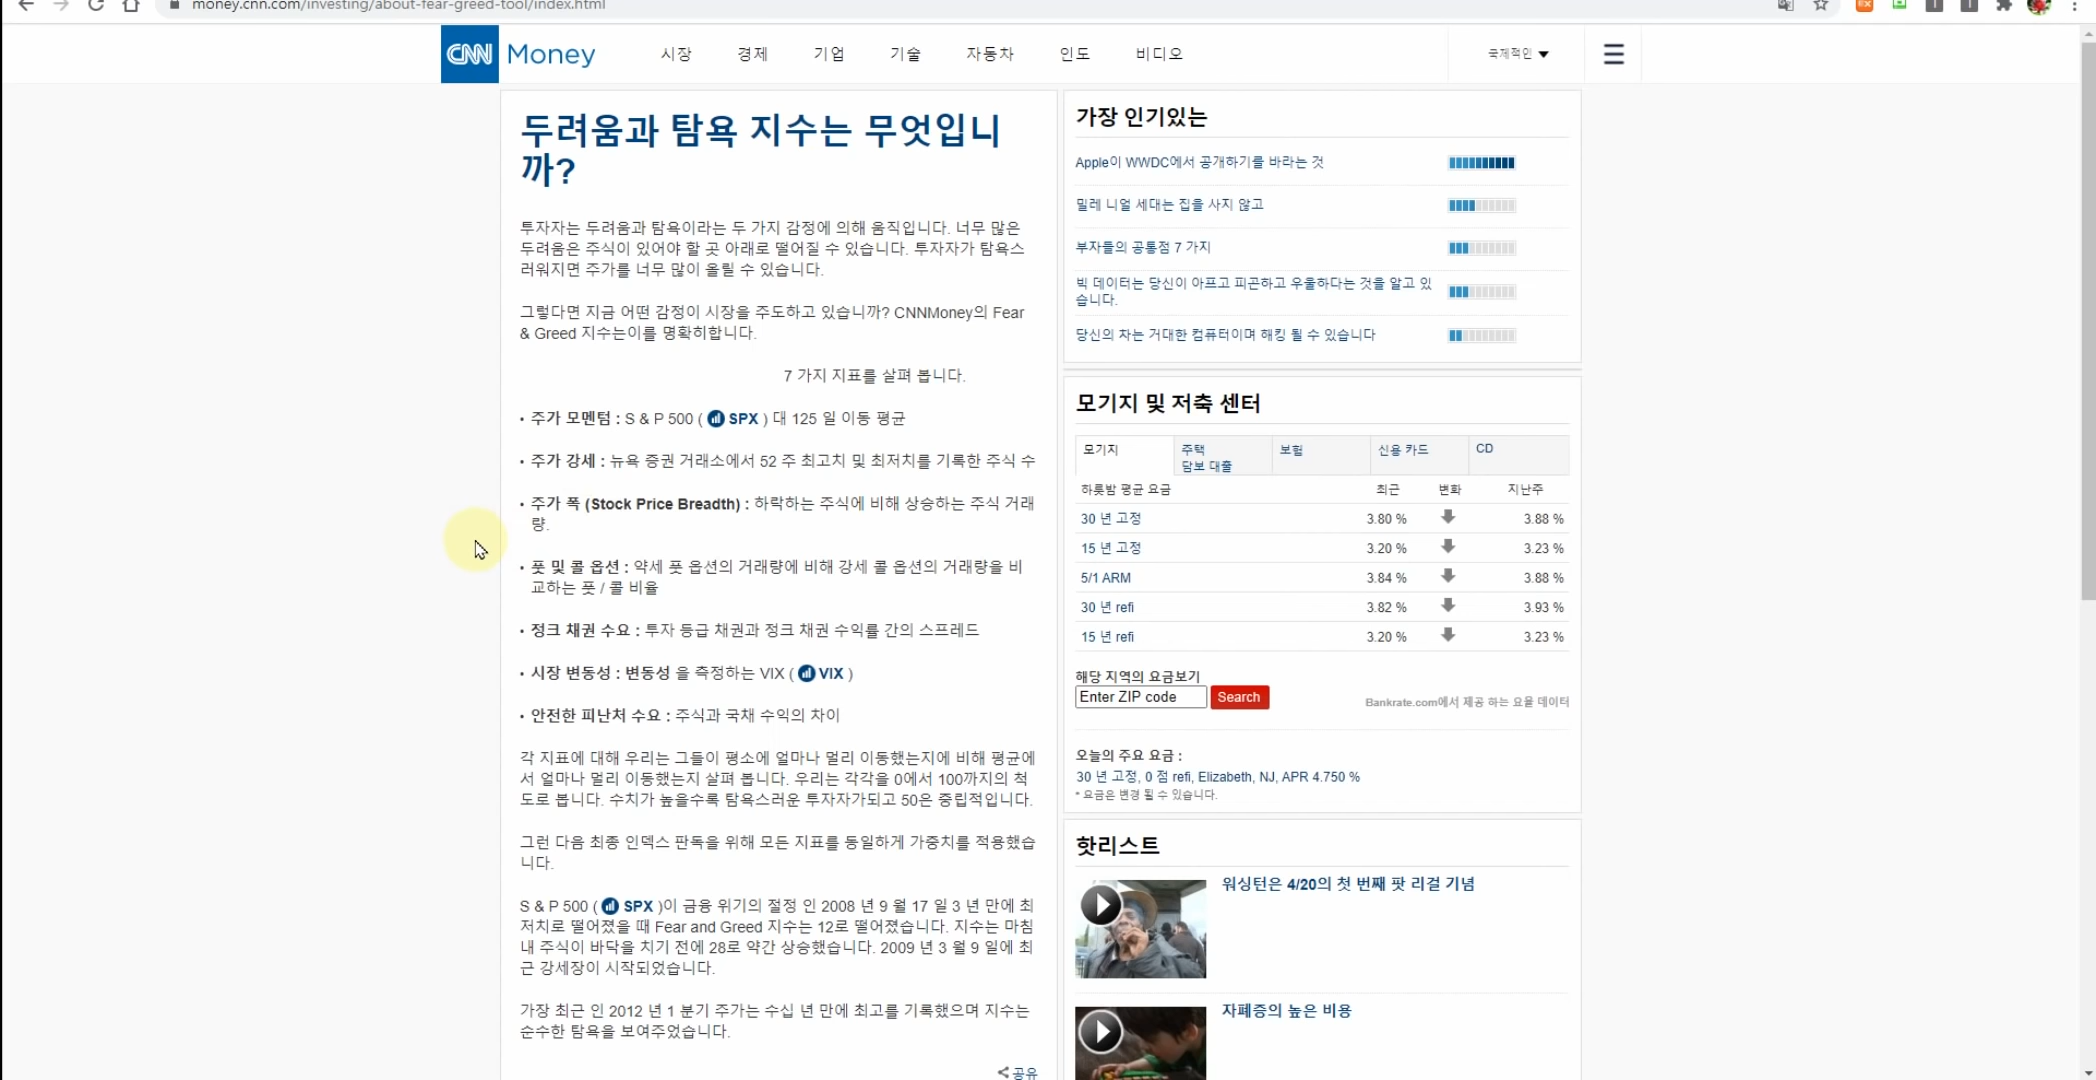 money.cnn.com/investing/about-fear-greed-tool/index.html
CNN Money 시장 경제 기업 기술 자동차 인도 비디오 국제적인
두려움과 탐욕 지수는 무엇입니
까?
투자자는 두려움과 탐욕이라는 두 가지 감정에 의해 움직입니다. 너무 많은
두려움은 주식이 있어야 할 곳 아래로 떨어질 수 있습니다. 투자자가 탐욕스
러워지면 주가를 너무 많이 올릴 수 있습니다.
그렇다면 지금 어떤 감정이 시장을 주도하고 있습니까? CNNMoney의 Fear
& Greed 지수는이를 명확히합니다.
7 가지 지표를 살펴 봅니다.
• 주가 모멘텀 : S & P 500 ( SPX ) 대 125 일 이동 평균
• 주가 강세 : 뉴욕 증권 거래소에서 52 주 최고치 및 최저치를 기록한 주식 수
• 주가 폭 (Stock Price Breadth) : 하락하는 주식에 비해 상승하는 주식 거래
량.
• 풋 및 콜 옵션 : 약세 풋 옵션의 거래량에 비해 강세 콜 옵션의 거래량을 비
교하는 풋 / 콜 비율
• 정크 채권 수요 : 투자 등급 채권과 정크 채권 수익률 간의 스프레드
• 시장 변동성 : 변동성 을 측정하는 VIX ( VIX )
• 안전한 피난처 수요 : 주식과 국채 수익의 차이
각 지표에 대해 우리는 그들이 평소에 얼마나 멀리 이동했는지에 비해 평균에
서 얼마나 멀리 이동했는지 살펴 봅니다. 우리는 각각을 0에서 100까지의 척
도로 봅니다. 수치가 높을수록 탐욕스러운 투자자가되고 50은 중립적입니다.
그런 다음 최종 인덱스 판독을 위해 모든 지표를 동일하게 가중치를 적용했습
니다.
S & P 500 ( SPX )이 금융 위기의 절정 인 2008 년 9 월 17 일 3 년 만에 최
저치로 떨어졌을 때 Fear and Greed 지수는 12로 떨어졌습니다. 지수는 마침
내 주식이 바닥을 치기 전에 28로 약간 상승했습니다. 2009 년 3 월 9 일에 최
근 강세장이 시작되었습니다.
가장 최근 인 2012 년 1 분기 주가는 수십 년 만에 최고를 기록했으며 지수는
순수한 탐욕을 보여주었습니다.
공유
가장 인기있는
Apple이 WWDC에서 공개하기를 바라는 것
밀레 니얼 세대는 집을 사지 않고
부자들의 공통점 7 가지
빅 데이터는 당신이 아프고 피곤하고 우울하다는 것을 알고 있
습니다.
당신의 차는 거대한 컴퓨터이며 해킹 될 수 있습니다
모기지 및 저축 센터
모기지 주택 보험 신용 카드 CD
담보 대출
하룻밤 평균 요금 최근 변화 지난주
30 년 고정 3.80 % 3.88 %
15 년 고정 3.20 % 3.23 %
5/1 ARM 3.84 % 3.88 %
30 년 refi 3.82 % 3.93 %
15 년 refi 3.20 % 3.23 %
해당 지역의 요금보기
Enter ZIP code Search
Bankrate.com에서 제공 하는 요율 데이터
오늘의 주요 요금 :
30 년 고정, 0 점 refi, Elizabeth, NJ, APR 4.750 %
* 요금은 변경 될 수 있습니다.
핫리스트
워싱턴은 4/20의 첫 번째 팟 리걸 기념
자폐증의 높은 비용